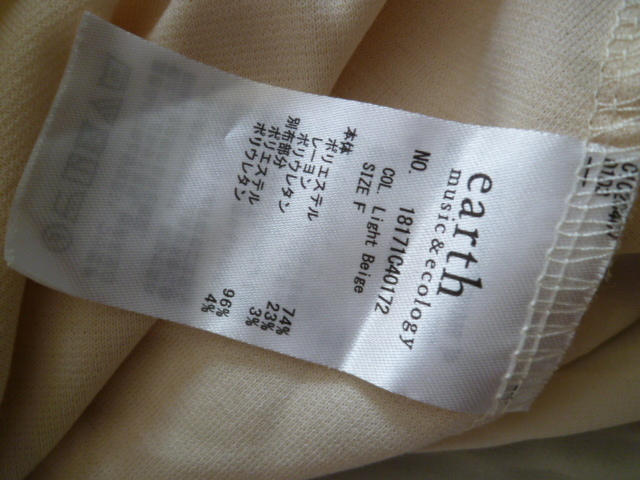 earth
music&ecology
NO. 18171C40172
COL. Light Beige
SIZE F
本体
ポリエステル 74%
レーヨン 23%
ポリウレタン 3%
別布部分
ポリエステル 96%
ポリウレタン 4%